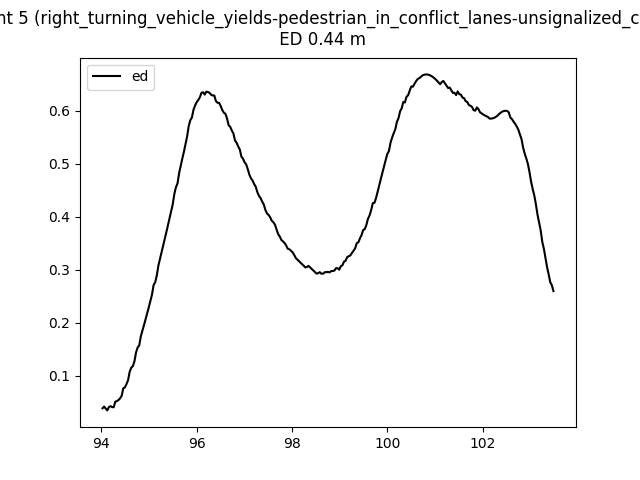 nt 5 (right_turning_vehicle_yields-pedestrian_in_conflict_lanes-unsignalized_c
ED 0.44 m
ed
0.6
0.5
0.4
0.3
0.2
0.1
94 96 98 100 102